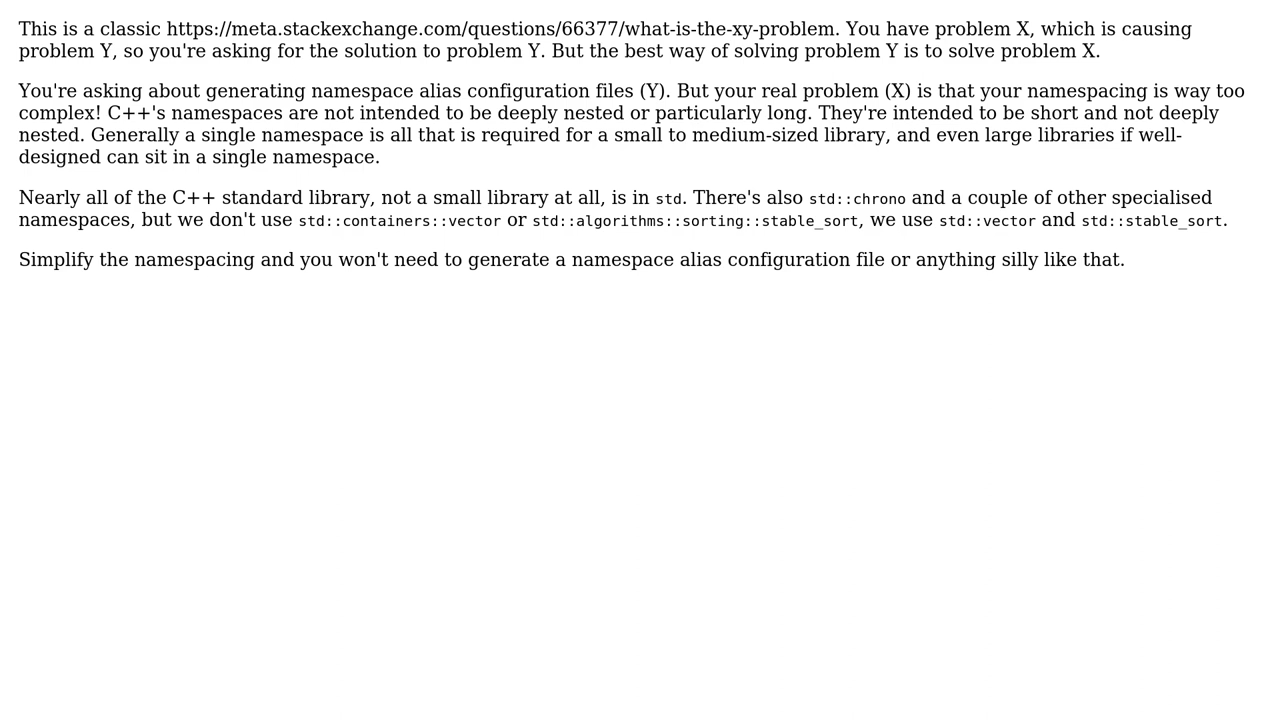 This is a classic https://meta.stackexchange.com/questions/66377/what-is-the-xy-problem. You have problem X, which is causing
problem Y, so you're asking for the solution to problem Y. But the best way of solving problem Y is to solve problem X.
You're asking about generating namespace alias configuration files (Y). But your real problem (X) is that your namespacing is way too
complex! C++'s namespaces are not intended to be deeply nested or particularly long. They're intended to be short and not deeply
nested. Generally a single namespace is all that is required for a small to medium-sized library, and even large libraries if well-
designed can sit in a single namespace.
Nearly all of the C++ standard library, not a small library at all, is in std. There's also std::chrono and a couple of other specialised
namespaces, but we don't use std::containers::vector or std::algorithms::sorting::stable_sort, we use std::vector and std::stable_sort.
Simplify the namespacing and you won't need to generate a namespace alias configuration file or anything silly like that.